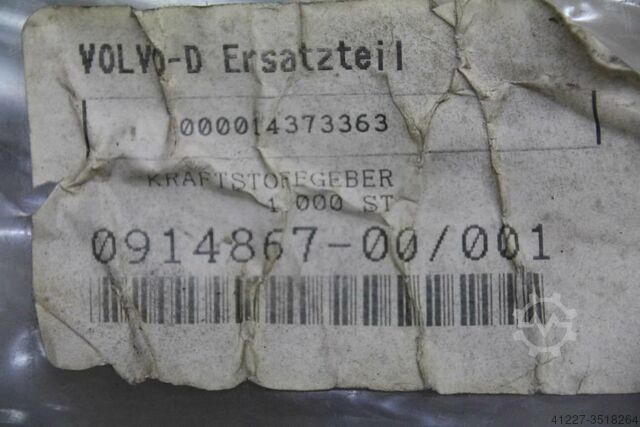 VOLVO-D Ersatzteil
000014373363
KRAFTSTOFFGEBER
1,000 ST
0914867-00/001
41227-3518264